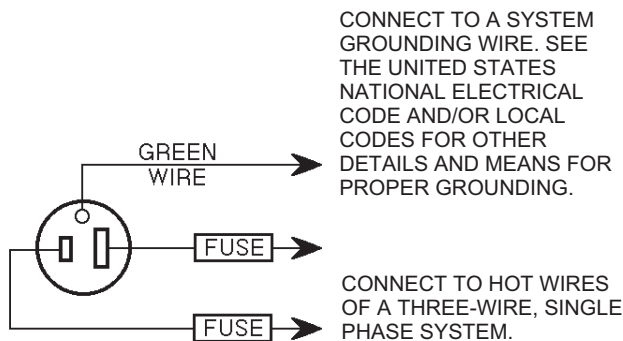 CONNECT TO A SYSTEM
GROUNDING WIRE. SEE
THE UNITED STATES
NATIONAL ELECTRICAL
CODE AND/OR LOCAL
CODES FOR OTHER
DETAILS AND MEANS FOR
PROPER GROUNDING.
GREEN
WIRE
FUSE
CONNECT TO HOT WIRES
OF A THREE-WIRE, SINGLE
PHASE SYSTEM.
FUSE